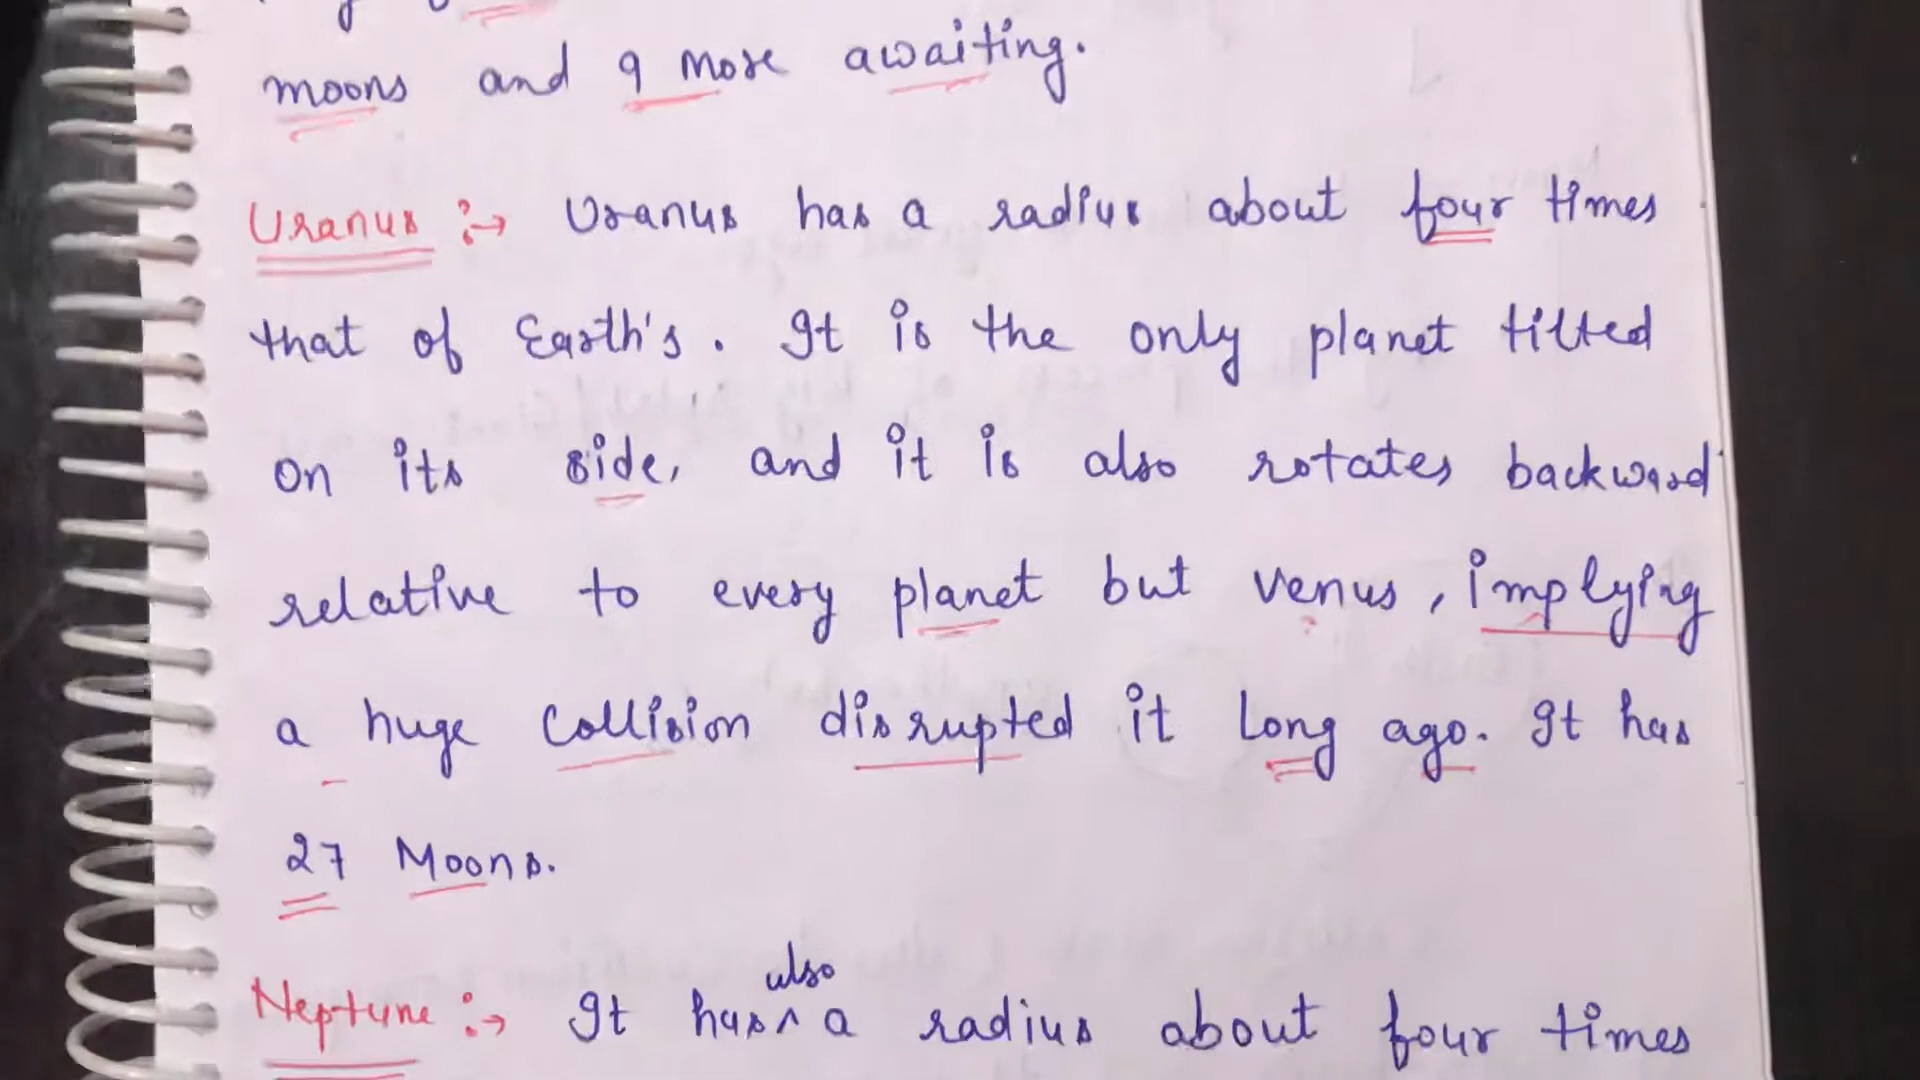 moons and 9 more awaiting.
Uranus :→ Uranus has a radius about four times
that of Earth's. It is the only planet tilted
on its side, and it is also rotates backward
relative to every planet but venus, implying
a huge collision disrupted it long ago. It has
27 Moons.
also
Neptune :→ It has^ a radius about four times